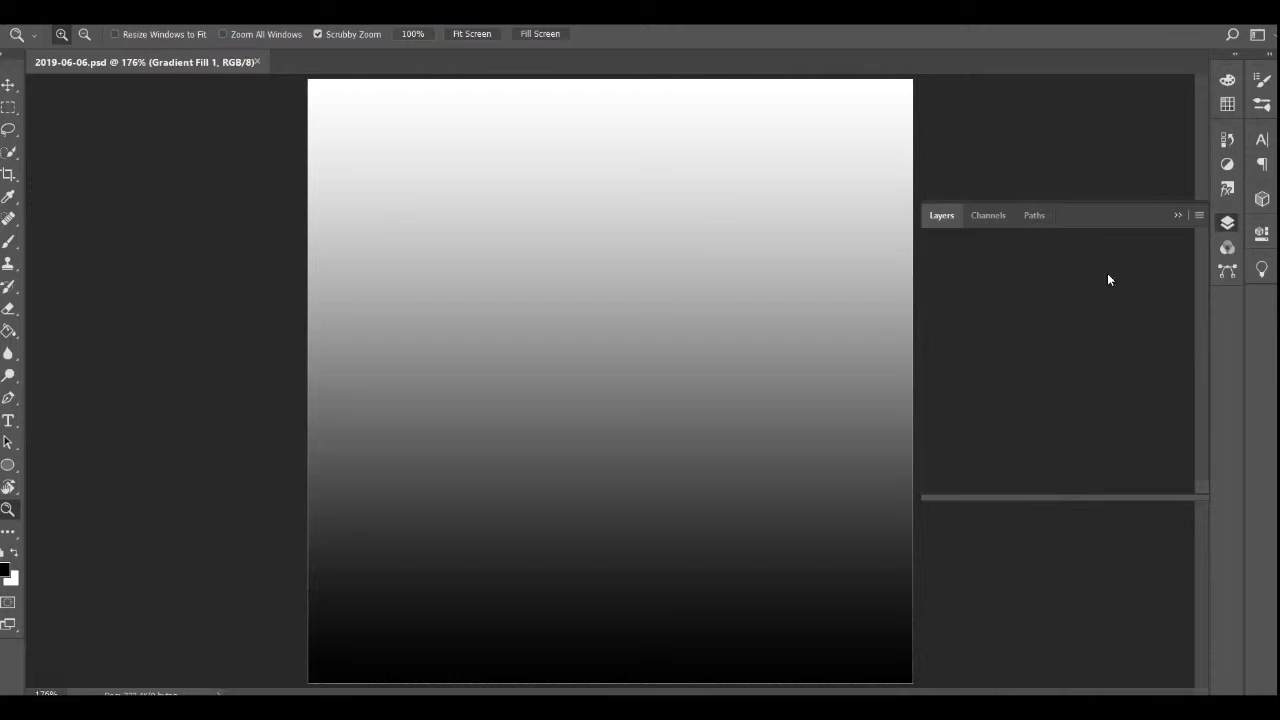 Resize Windows to Fit Zoom All Windows Scrubby Zoom 100% Fit Screen Fill Screen
2019-06-06.psd @ 176% (Gradient Fill 1, RGB/8)
Layers Channels Paths
176%